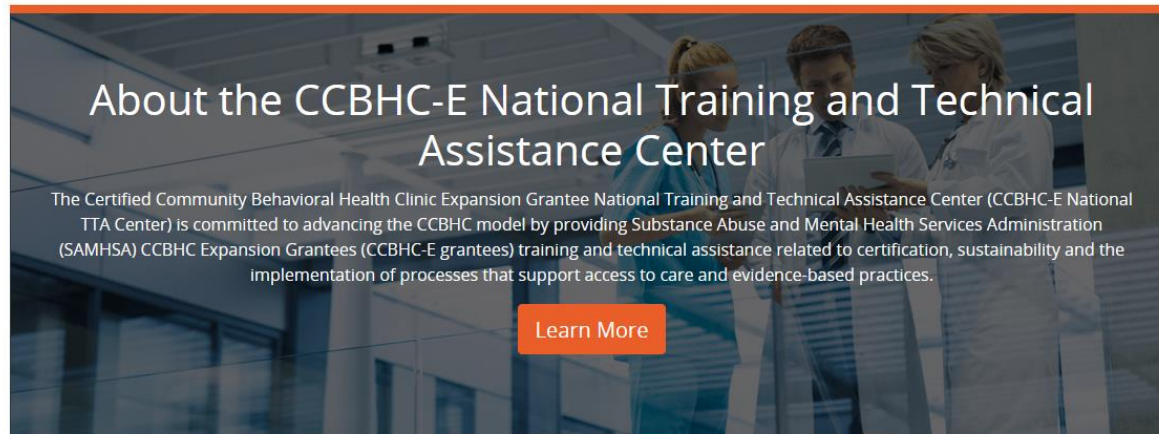 About the CCBHC-E National Training and Technical
Assistance Center
The Certified Community Behavioral Health Clinic Expansion Grantee National Training and Technical Assistance Center (CCBHC-E National
TTA Center) is committed to advancing the CCBHC model by providing Substance Abuse and Mental Health Services Administration
(SAMHSA) CCBHC Expansion Grantees (CCBHC-E grantees) training and technical assistance related to certification, sustainability and the
implementation of processes that support access to care and evidence-based practices.
Learn More